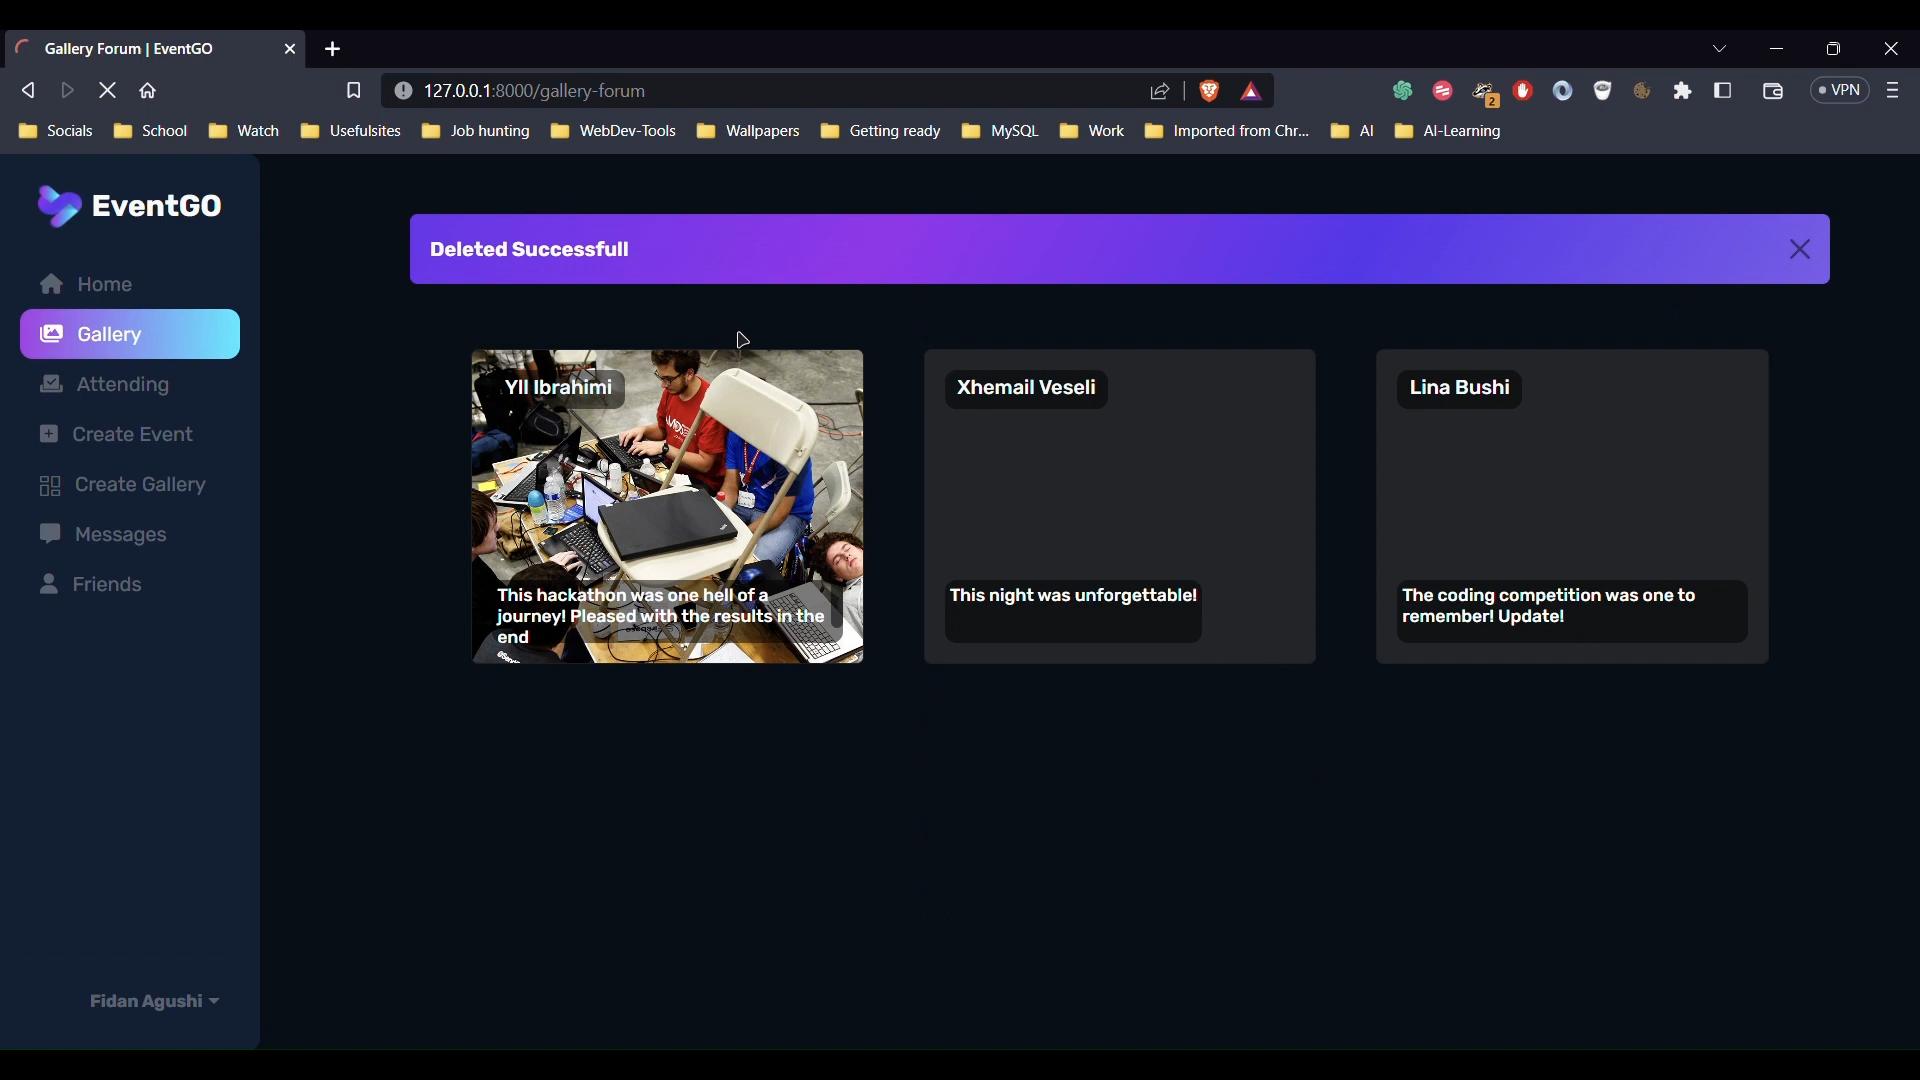 Gallery Forum | EventGO
127.0.0.1:8000/gallery-forum
2
VPN
Socials
School
Watch
Usefulsites
Job hunting
WebDev-Tools
Wallpapers
Getting ready
MySQL
Work
Imported from Chr...
AI
AI-Learning
EventGO
Home
Gallery
Attending
Create Event
Create Gallery
Messages
Friends
Fidan Agushi
Deleted Successfull
Yll Ibrahimi
This hackathon was one hell of a
journey! Pleased with the results in the
end
Xhemail Veseli
This night was unforgettable!
Lina Bushi
The coding competition was one to
remember! Update!